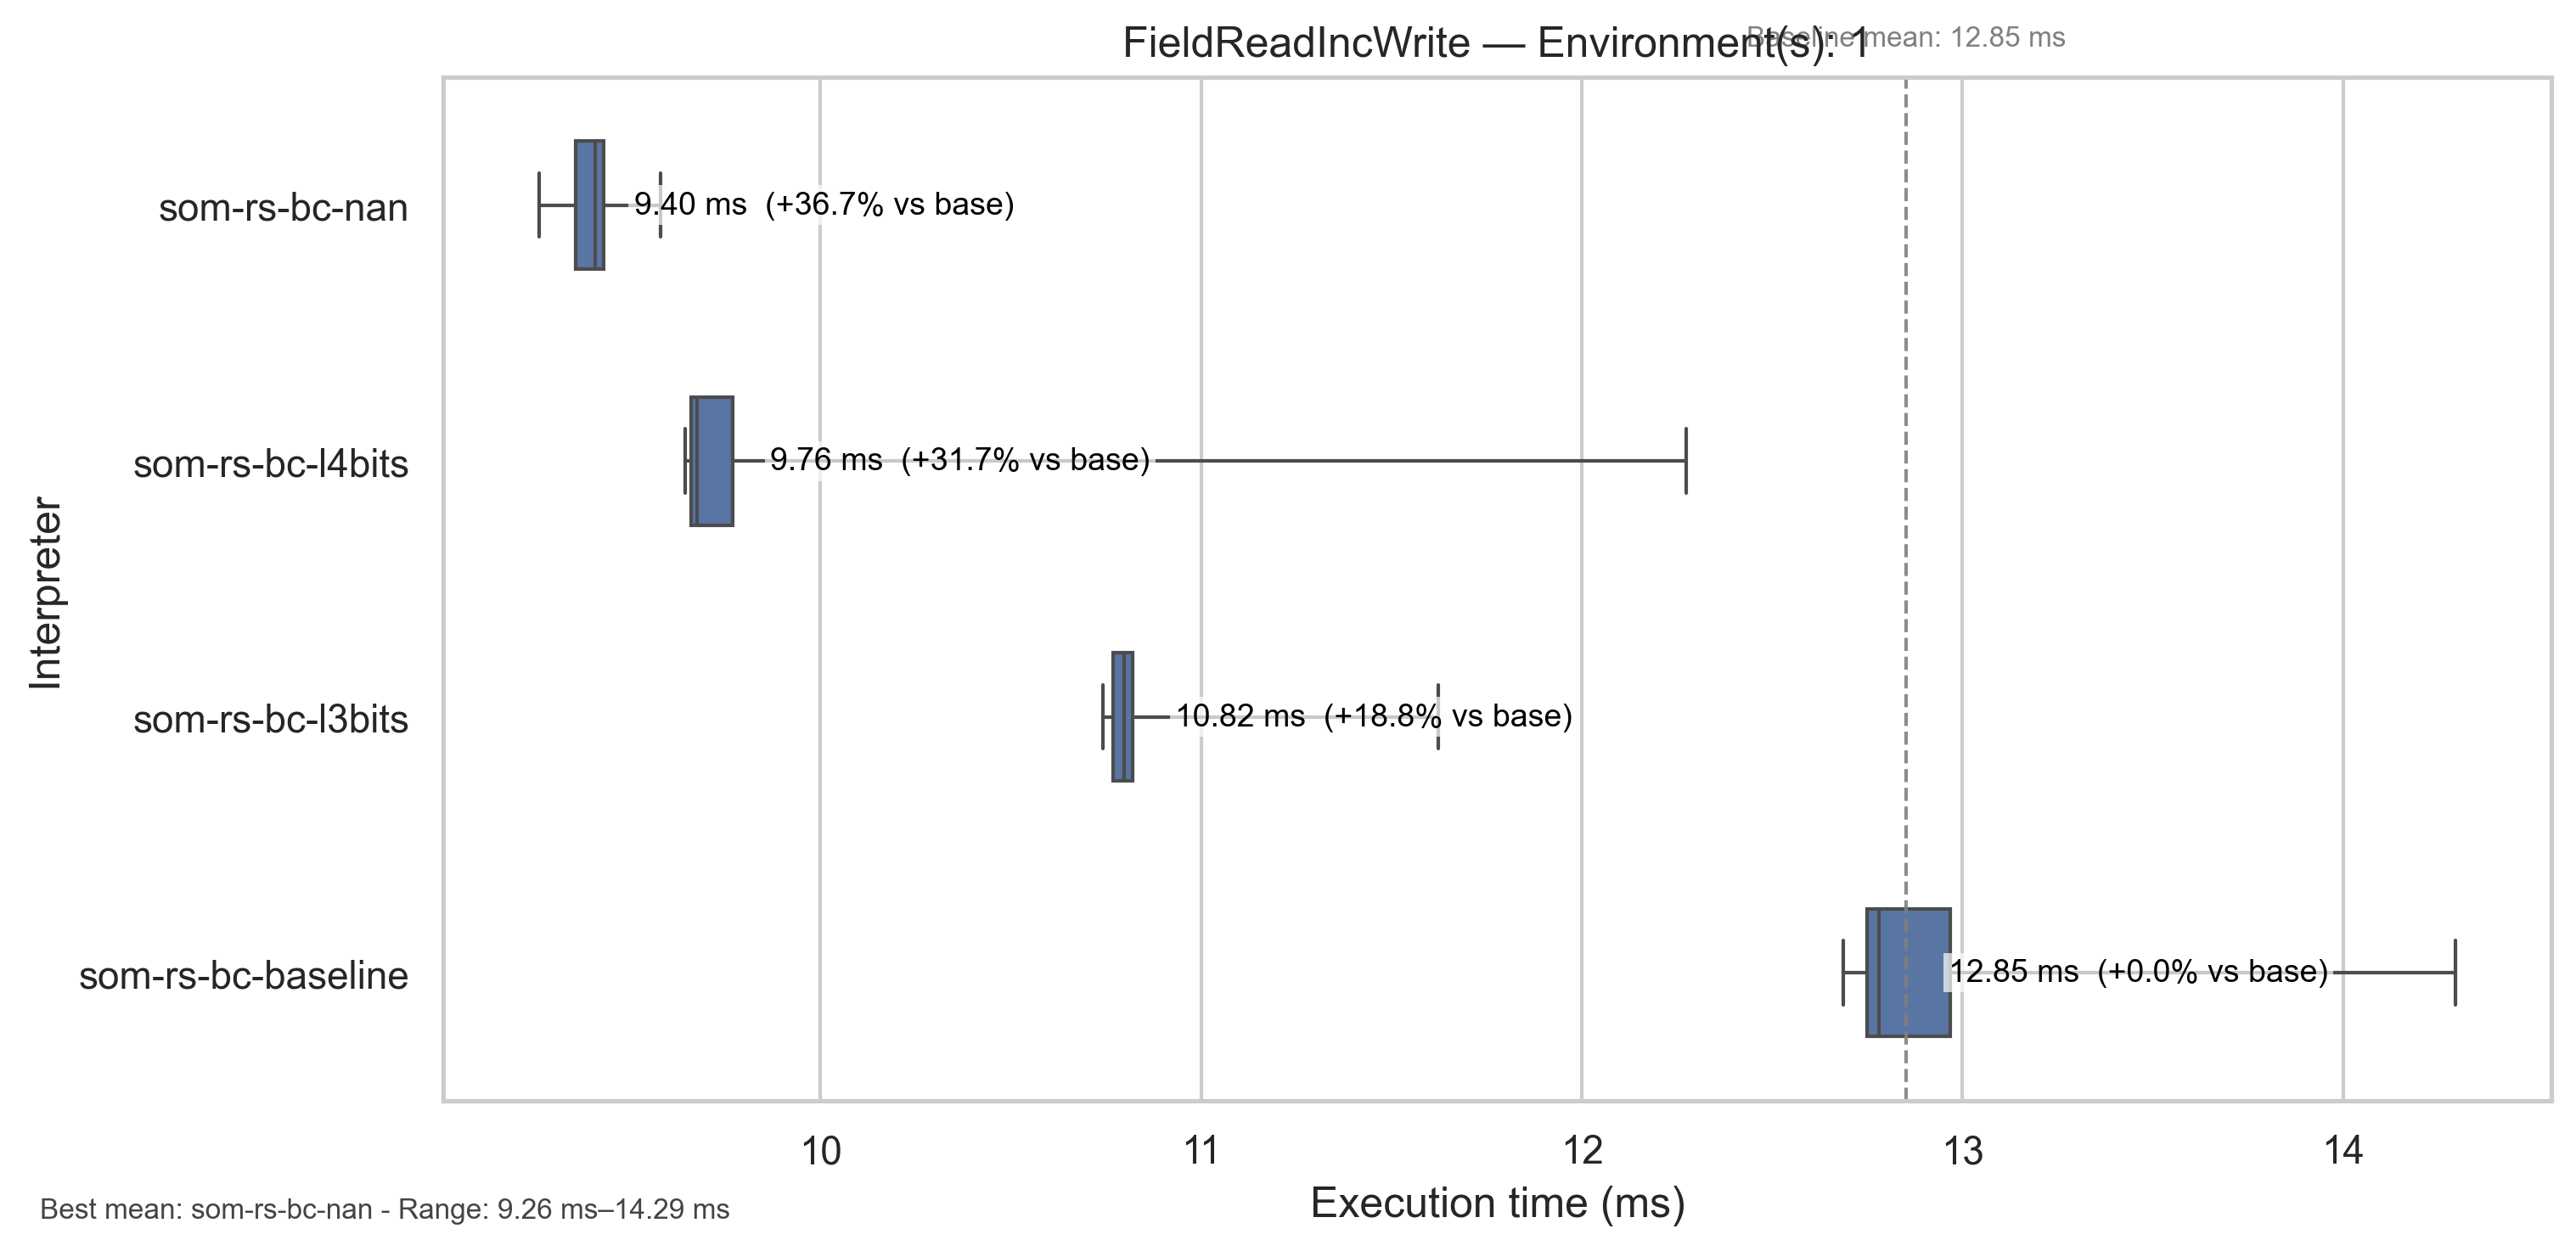 FieldReadIncWrite — Environment(s): 1
Baseline mean: 12.85 ms
som-rs-bc-nan
9.40 ms (+36.7% vs base)
som-rs-bc-l4bits
9.76 ms (+31.7% vs base)
som-rs-bc-l3bits
10.82 ms (+18.8% vs base)
som-rs-bc-baseline
12.85 ms (+0.0% vs base)
Interpreter
10 11 12 13 14
Execution time (ms)
Best mean: som-rs-bc-nan - Range: 9.26 ms–14.29 ms